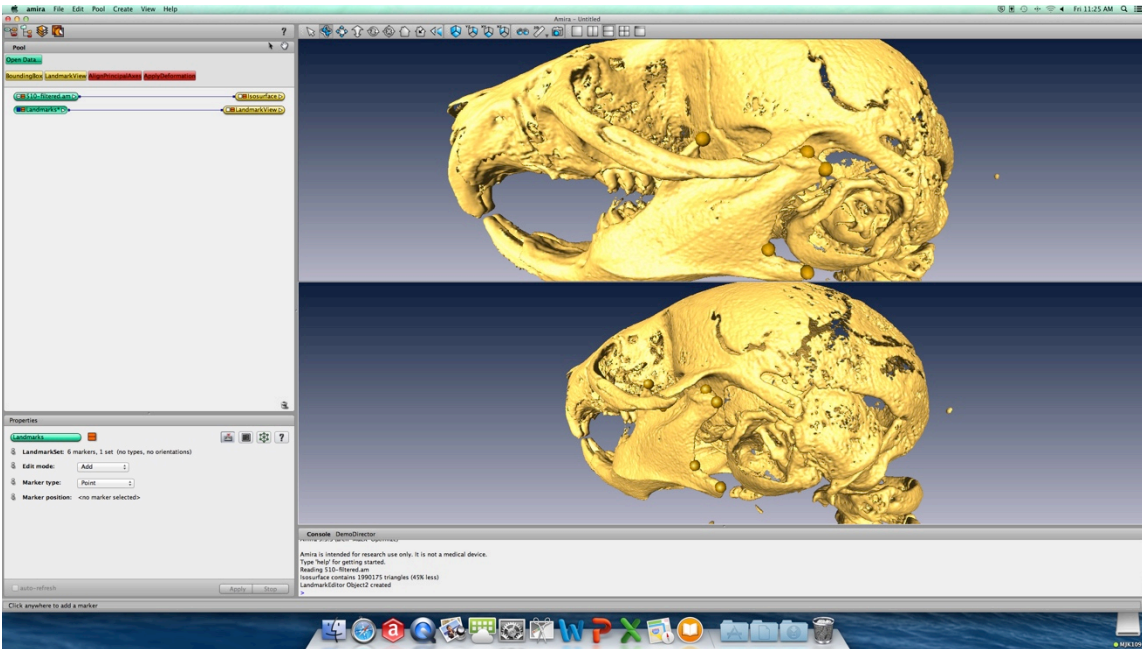 amira File Edit Pool Create View Help
Fri 11:25 AM
Amira - Untitled
Pool
Open Data...
BoundingBox LandmarkView AlignPrincipalAxes ApplyDeformation
510-filtered.am Isosurface
Landmarks* LandmarkView
Properties
Landmarks
LandmarkSet: 6 markers, 1 set (no types, no orientations)
Edit mode: Add
Marker type: Point
Marker position: <no marker selected>
auto-refresh Apply Stop
Click anywhere to add a marker
Console DemoDirector
Amira is intended for research use only. It is not a medical device.
Type 'help' for getting started.
Reading 510-filtered.am
Isosurface contains 1990175 triangles (45% less)
LandmarkEditor Object2 created
>
MJK109